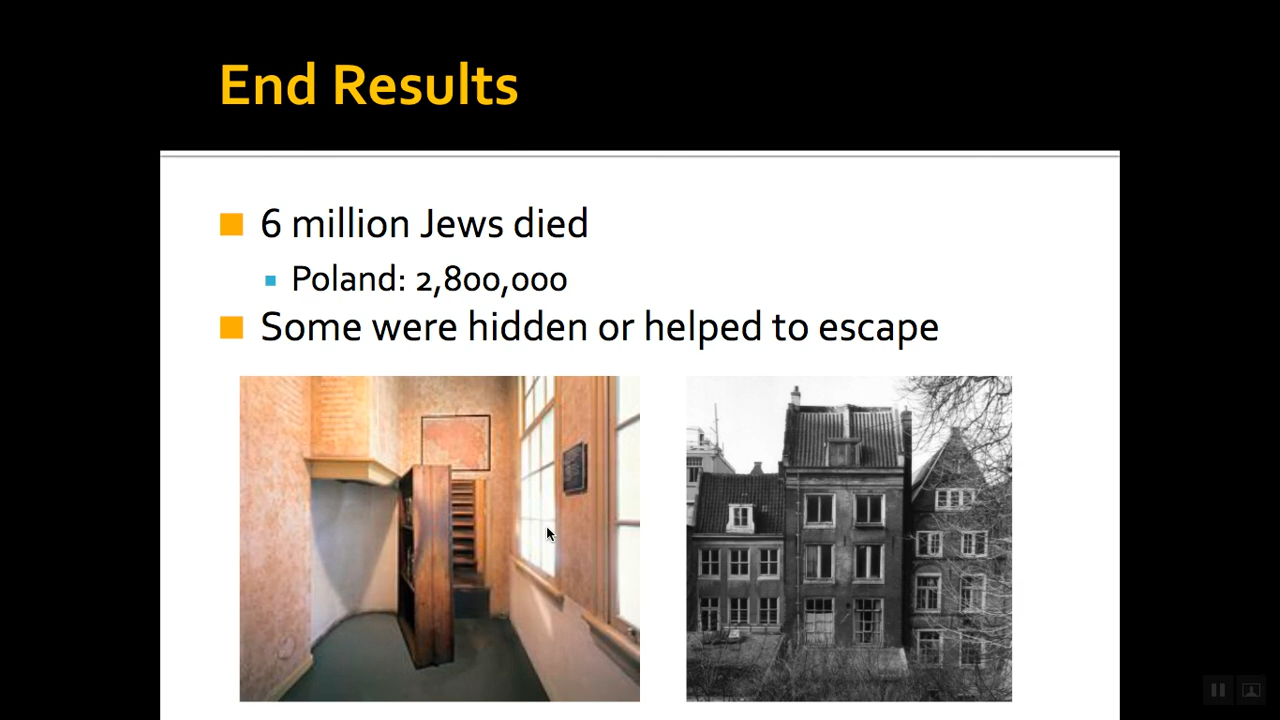 End Results
6 million Jews died
Poland: 2,800,000
Some were hidden or helped to escape